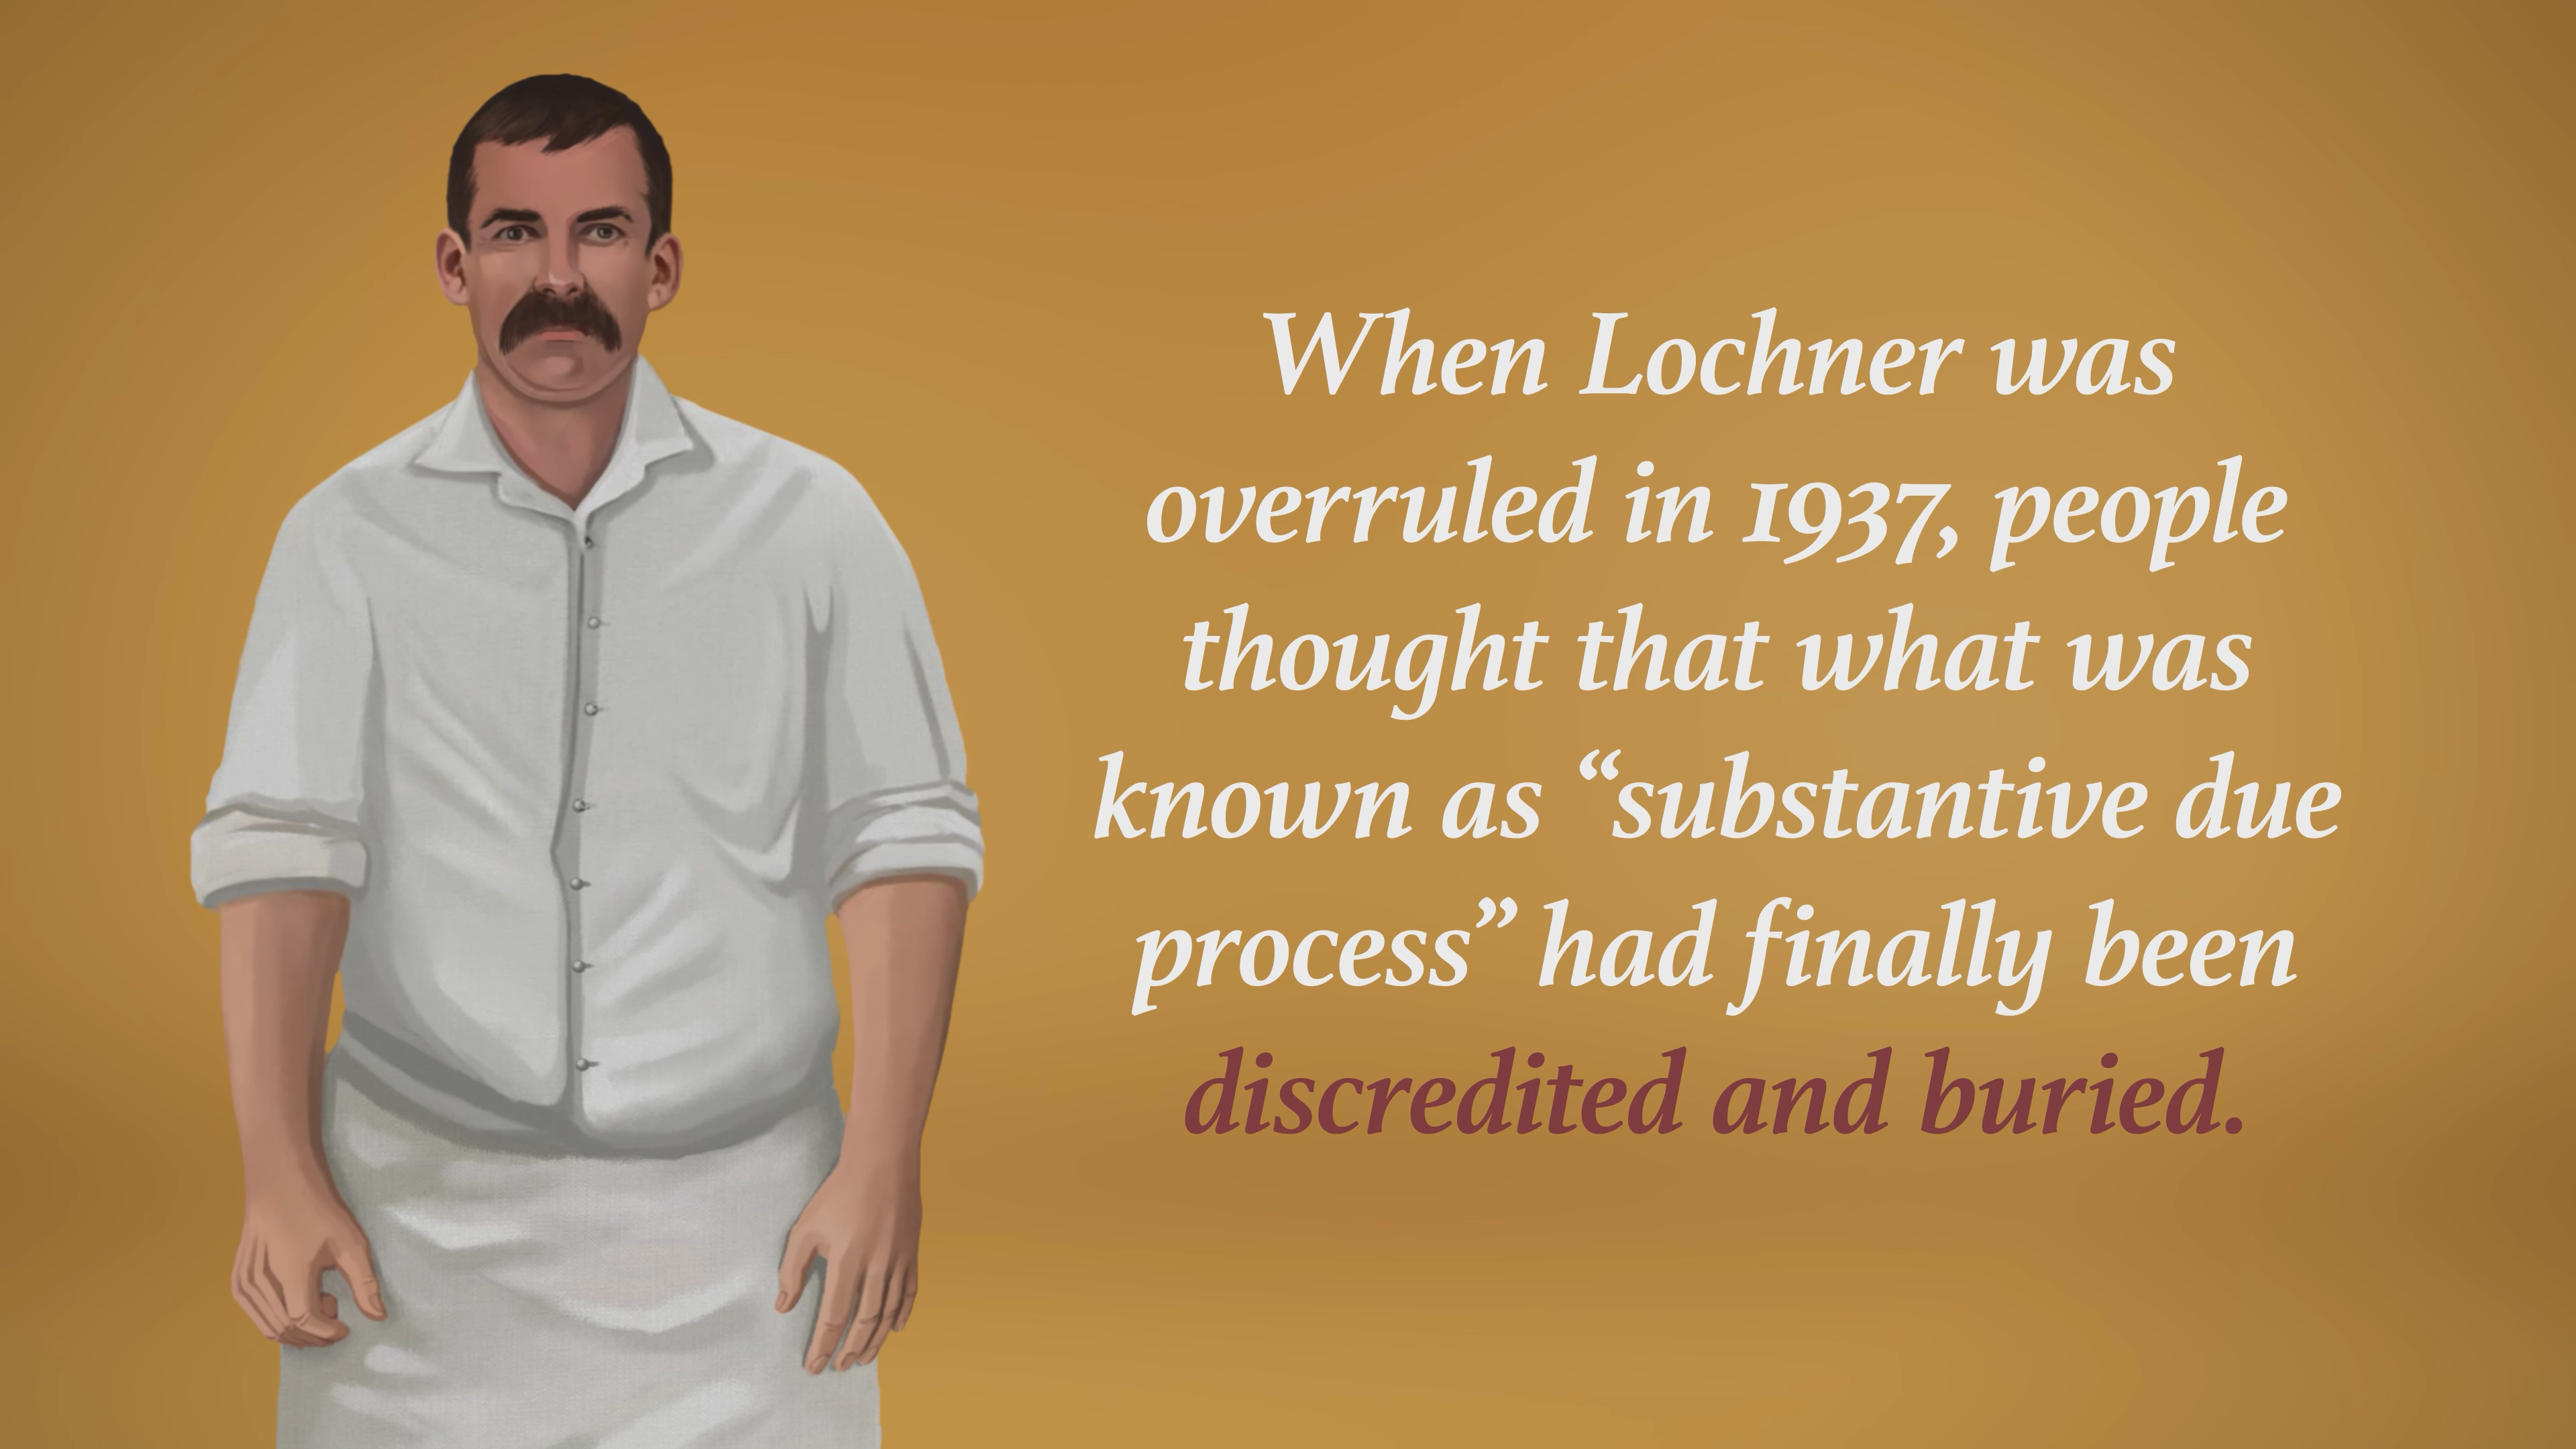 When Lochner was
overruled in 1937, people
thought that what was
known as “substantive due
process” had finally been
discredited and buried.